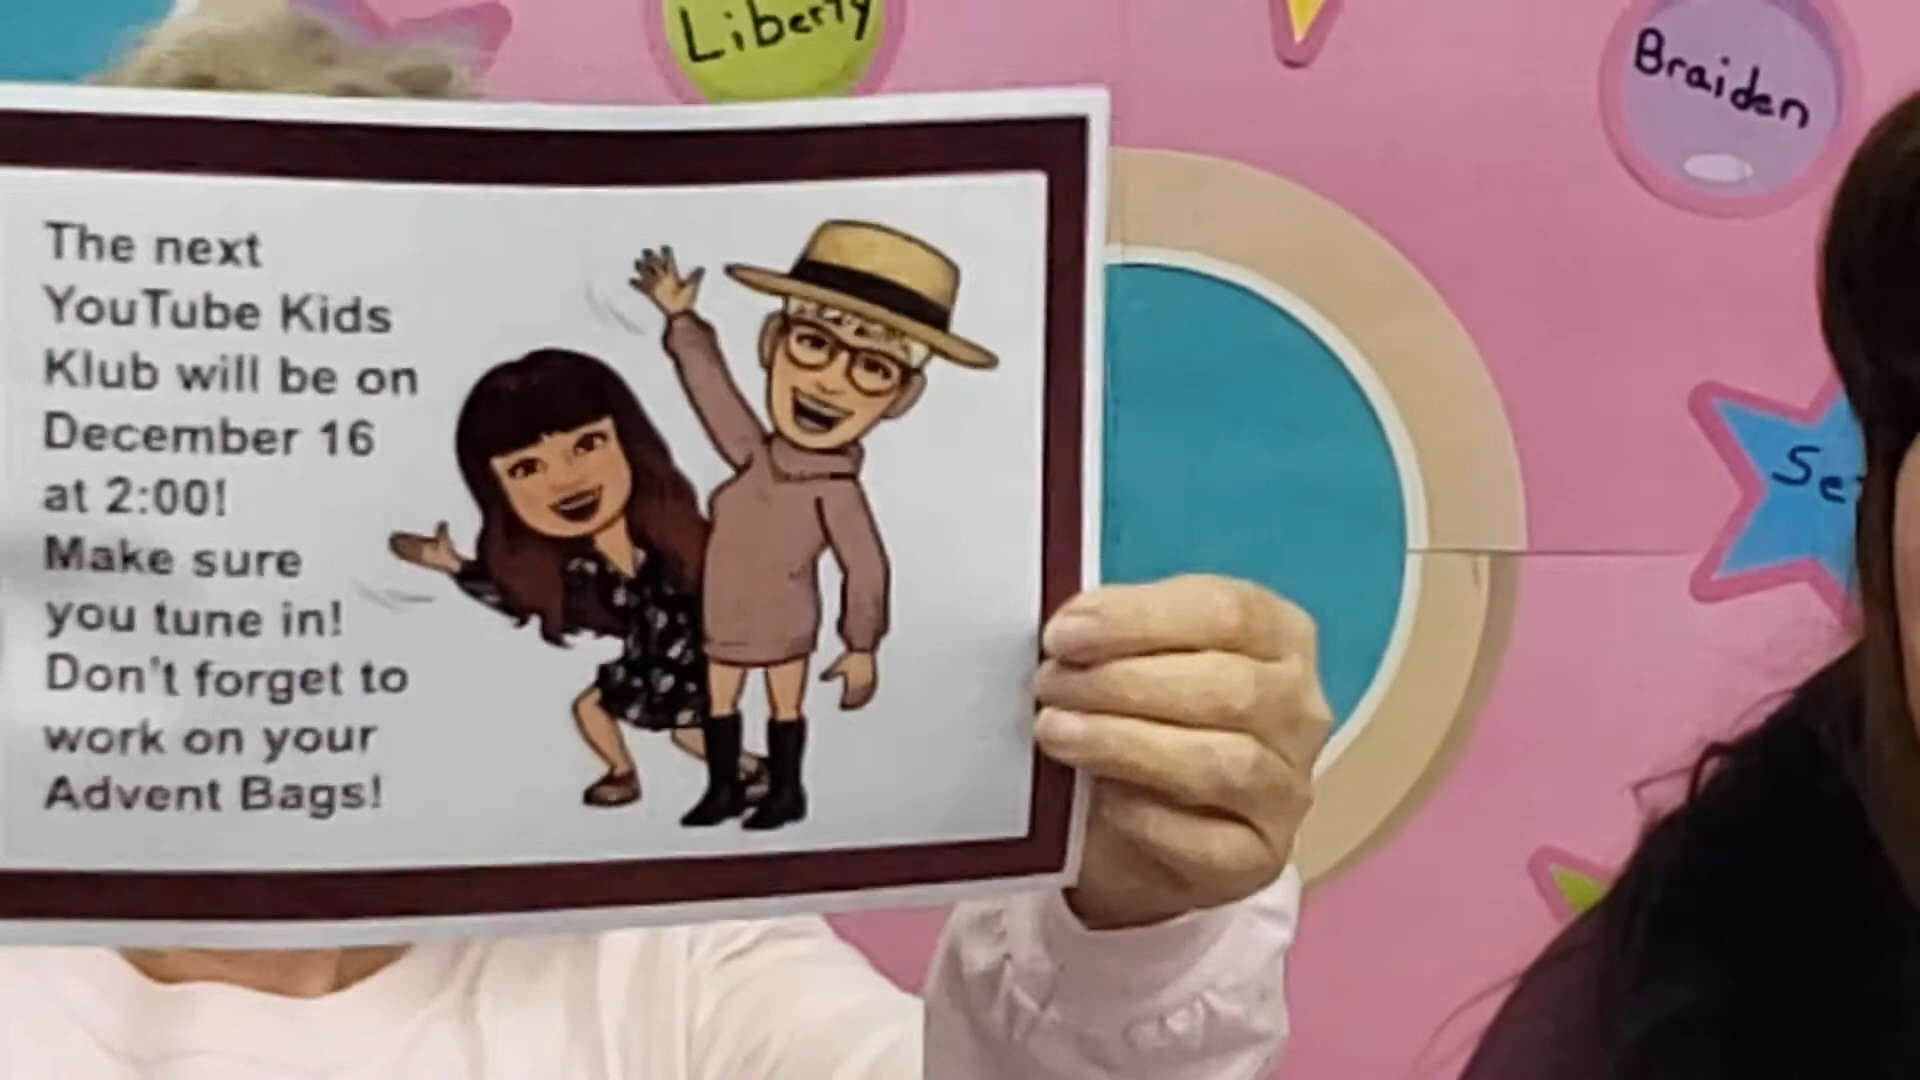 Liberty
Braiden
The next
YouTube Kids
Klub will be on
December 16
at 2:00!
Make sure
you tune in!
Don't forget to
work on your
Advent Bags!